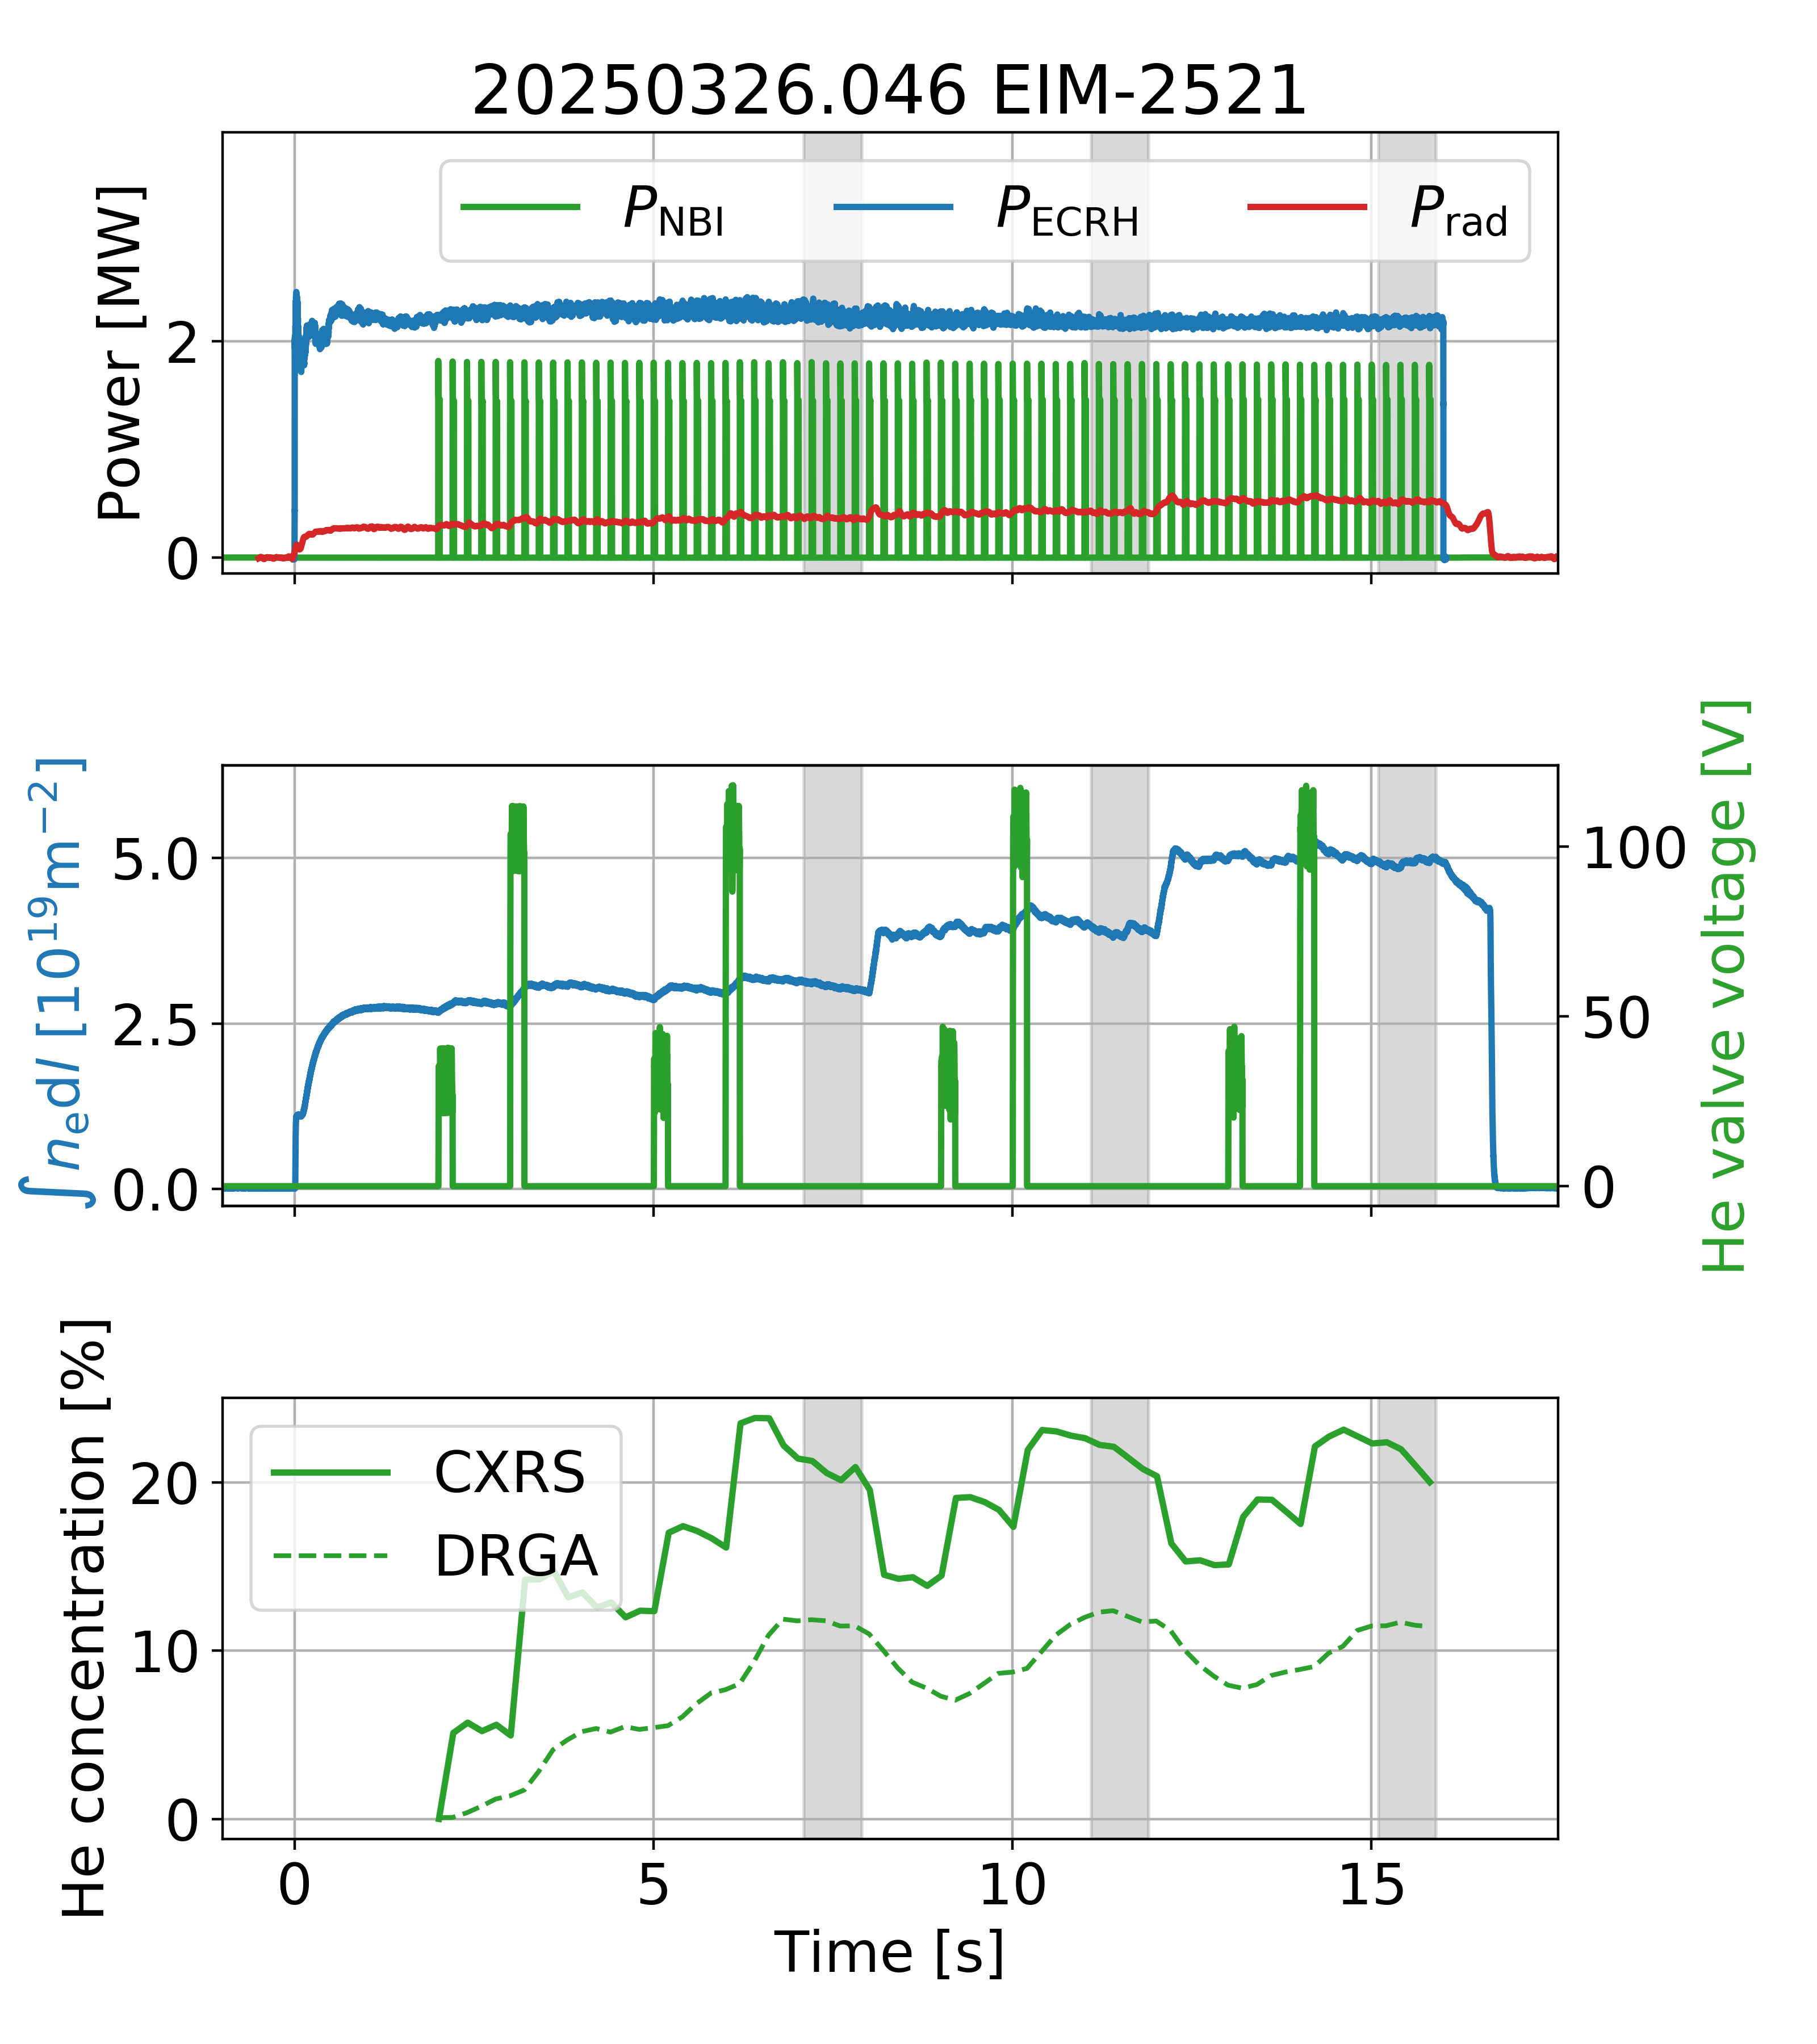 20250326.046 EIM-2521
Power [MW]
2
0
P_NBI P_ECRH P_rad
∫ n_e dl [10^19 m^−2]
5.0
2.5
0.0
100
50
0
He valve voltage [V]
He concentration [%]
20
10
0
CXRS
DRGA
0 5 10 15
Time [s]